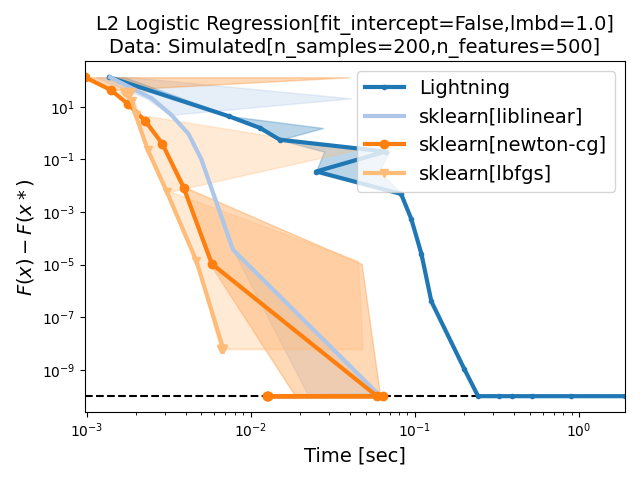 L2 Logistic Regression[fit_intercept=False,lmbd=1.0]
Data: Simulated[n_samples=200,n_features=500]
Lightning
sklearn[liblinear]
sklearn[newton-cg]
sklearn[lbfgs]
F(x) − F(x*)
10¹
10⁻¹
10⁻³
10⁻⁵
10⁻⁷
10⁻⁹
10⁻³ 10⁻² 10⁻¹ 10⁰
Time [sec]